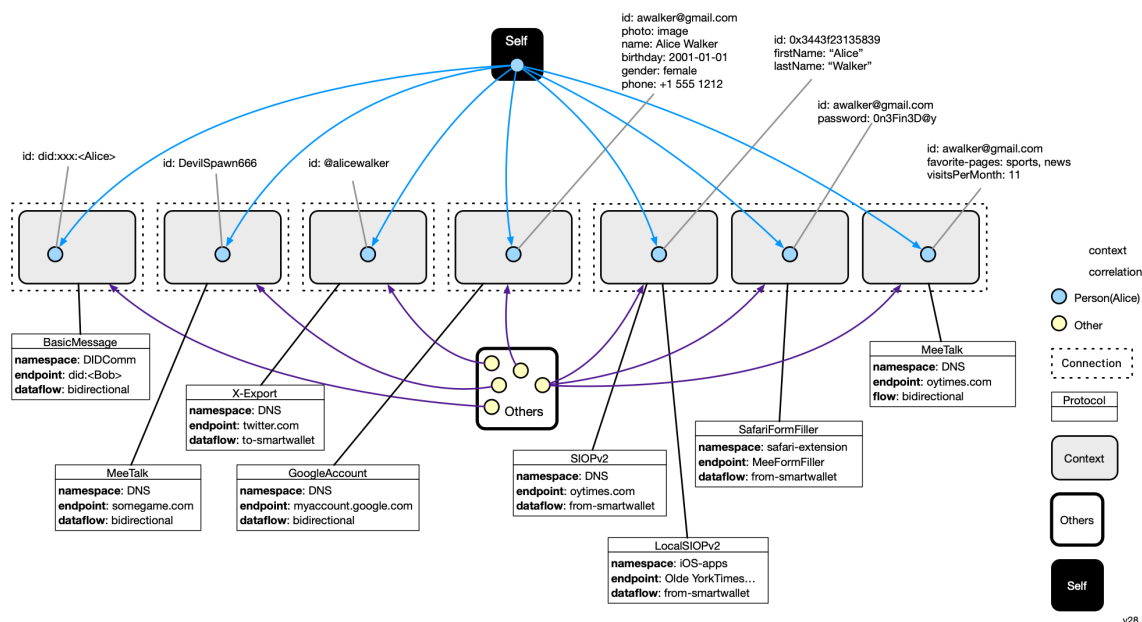 Self
id: awalker@gmail.com
photo: image
name: Alice Walker
birthday: 2001-01-01
gender: female
phone: +1 555 1212
id: 0x3443f23135839
firstName: “Alice”
lastName: “Walker”
id: awalker@gmail.com
password: 0n3Fin3D@y
id: awalker@gmail.com
favorite-pages: sports, news
visitsPerMonth: 11
id: did:xxx:<Alice>
id: DevilSpawn666
id: @alicewalker
BasicMessage
namespace: DIDComm
endpoint: did:<Bob>
dataflow: bidirectional
MeeTalk
namespace: DNS
endpoint: somegame.com
dataflow: bidirectional
X-Export
namespace: DNS
endpoint: twitter.com
dataflow: to-smartwallet
GoogleAccount
namespace: DNS
endpoint: myaccount.google.com
dataflow: bidirectional
Others
SIOPv2
namespace: DNS
endpoint: oytimes.com
dataflow: from-smartwallet
LocalSIOPv2
namespace: iOS-apps
endpoint: Olde YorkTimes...
dataflow: from-smartwallet
SafariFormFiller
namespace: safari-extension
endpoint: MeeFormFiller
dataflow: from-smartwallet
MeeTalk
namespace: DNS
endpoint: oytimes.com
flow: bidirectional
context
correlation
Person(Alice)
Other
Connection
Protocol
Context
Others
Self
v28